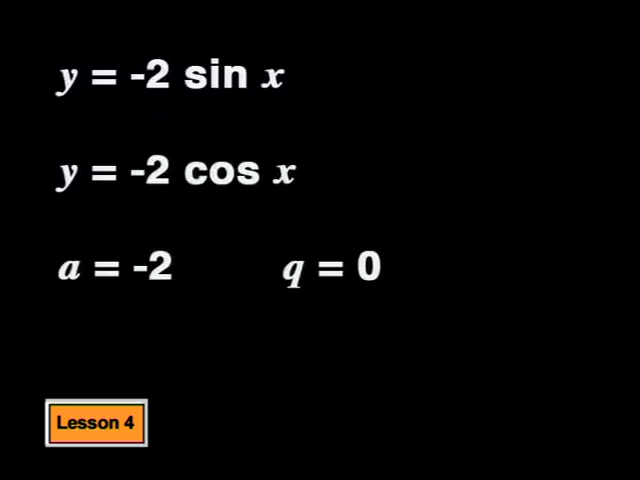 y = -2 sin x
y = -2 cos x
a = -2 q = 0
Lesson 4